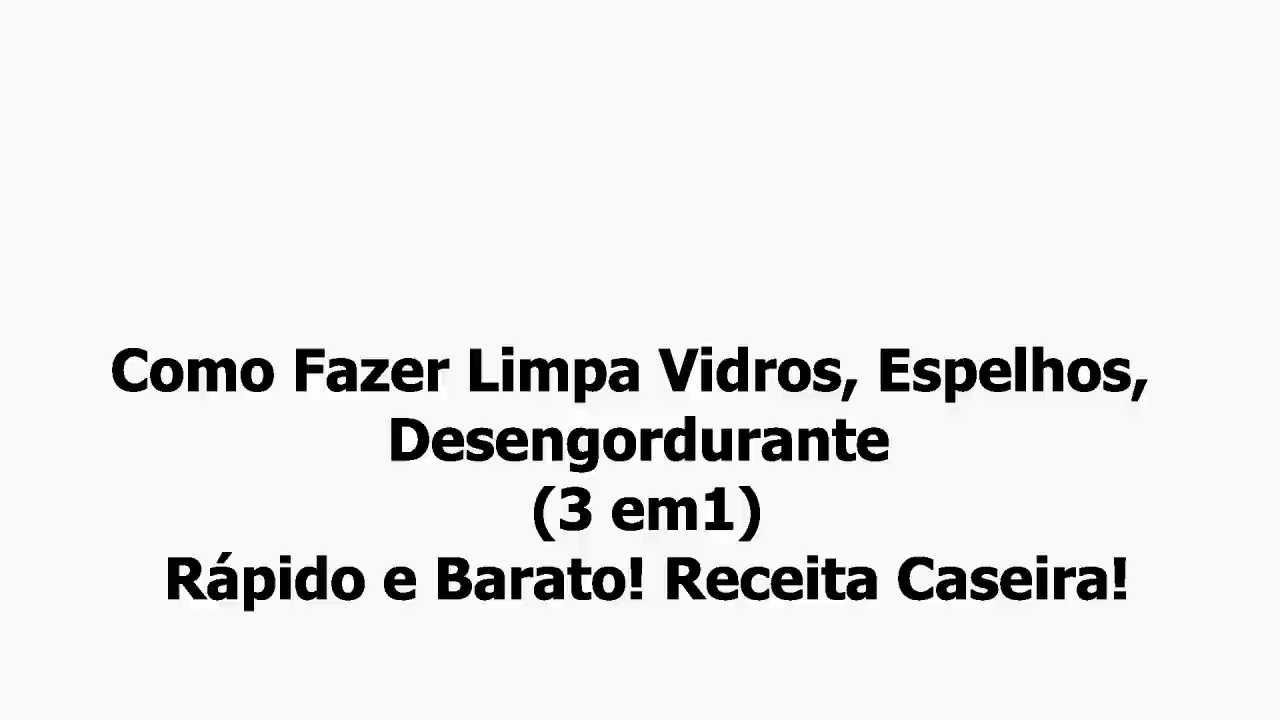 Como Fazer Limpa Vidros, Espelhos,
Desengordurante
(3 em1)
Rápido e Barato! Receita Caseira!